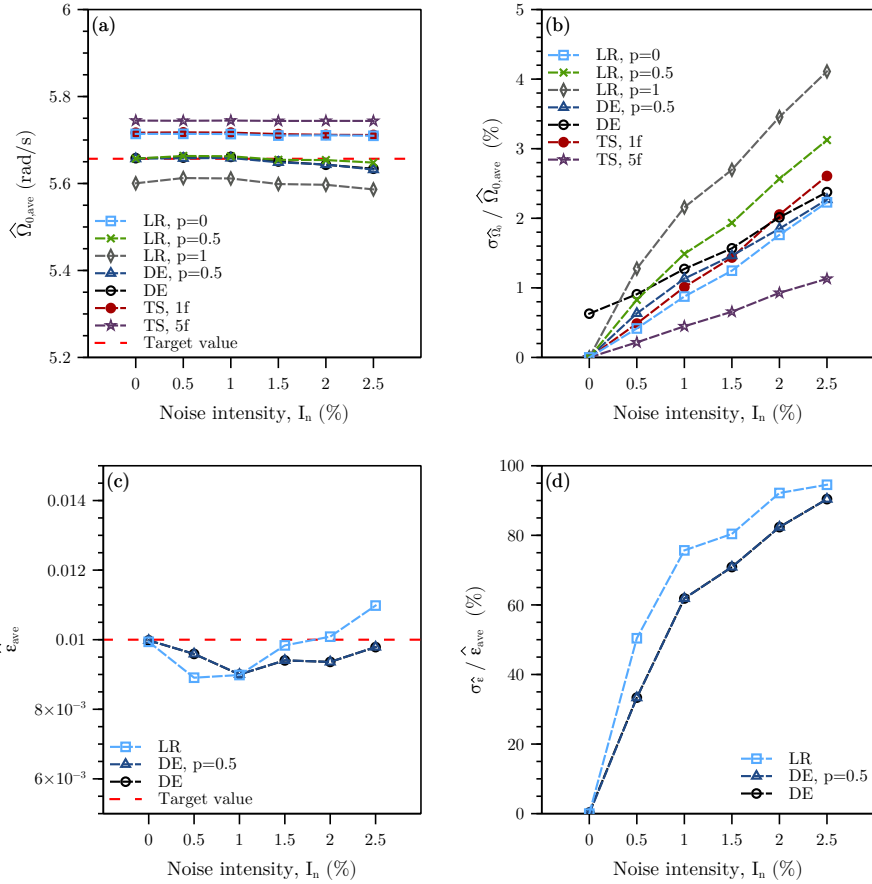 (a)
6
5.8
5.6
5.4
5.2
Ω̂₀,ave (rad/s)
LR, p=0
LR, p=0.5
LR, p=1
DE, p=0.5
DE
TS, 1f
TS, 5f
Target value
0 0.5 1 1.5 2 2.5
Noise intensity, Iₙ (%)
(b)
5
4
3
2
1
0
σ_Ω̂₀ / Ω̂₀,ave (%)
LR, p=0
LR, p=0.5
LR, p=1
DE, p=0.5
DE
TS, 1f
TS, 5f
0 0.5 1 1.5 2 2.5
Noise intensity, Iₙ (%)
(c)
0.014
0.012
0.01
8×10⁻³
6×10⁻³
ε̂ave
LR
DE, p=0.5
DE
Target value
0 0.5 1 1.5 2 2.5
Noise intensity, Iₙ (%)
(d)
100
80
60
40
20
0
σ_ε̂ / ε̂ave (%)
LR
DE, p=0.5
DE
0 0.5 1 1.5 2 2.5
Noise intensity, Iₙ (%)